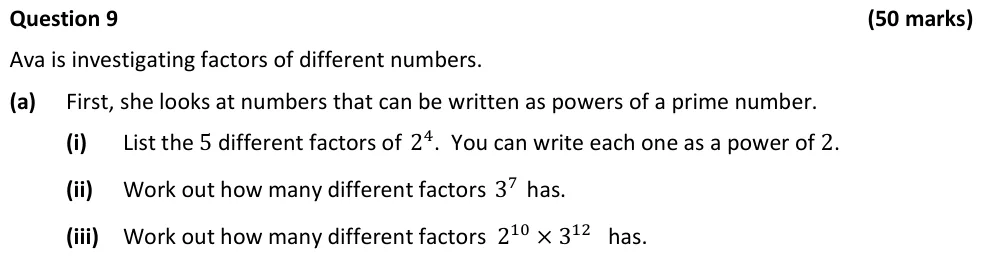 Question 9 (50 marks)
Ava is investigating factors of different numbers.
(a) First, she looks at numbers that can be written as powers of a prime number.
(i) List the 5 different factors of 2⁴. You can write each one as a power of 2.
(ii) Work out how many different factors 3⁷ has.
(iii) Work out how many different factors 2¹⁰ × 3¹² has.